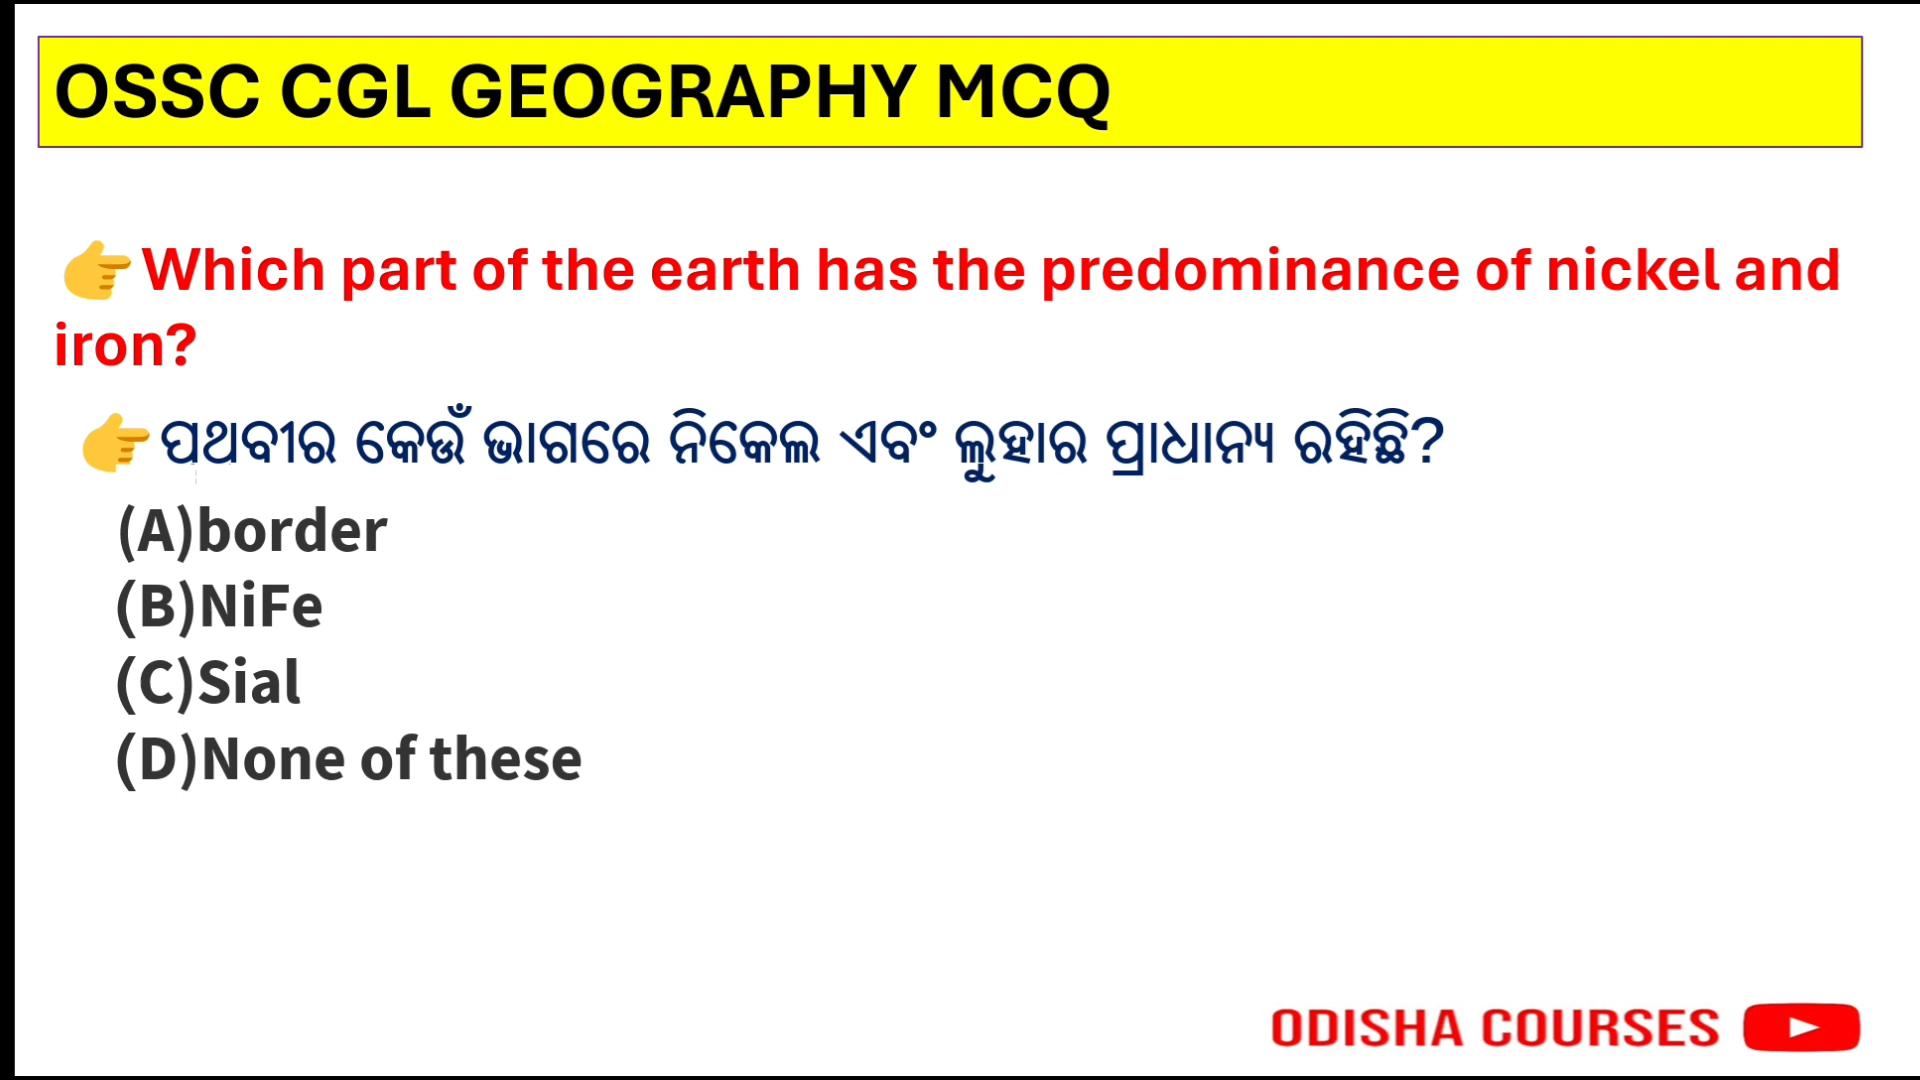 OSSC CGL GEOGRAPHY MCQ
👉Which part of the earth has the predominance of nickel and
iron?
👉ପୃଥିବୀର କେଉଁ ଭାଗରେ ନିକେଲ ଏବଂ ଲୁହାର ପ୍ରାଧାନ୍ୟ ରହିଛି?
(A)border
(B)NiFe
(C)Sial
(D)None of these
ODISHA COURSES